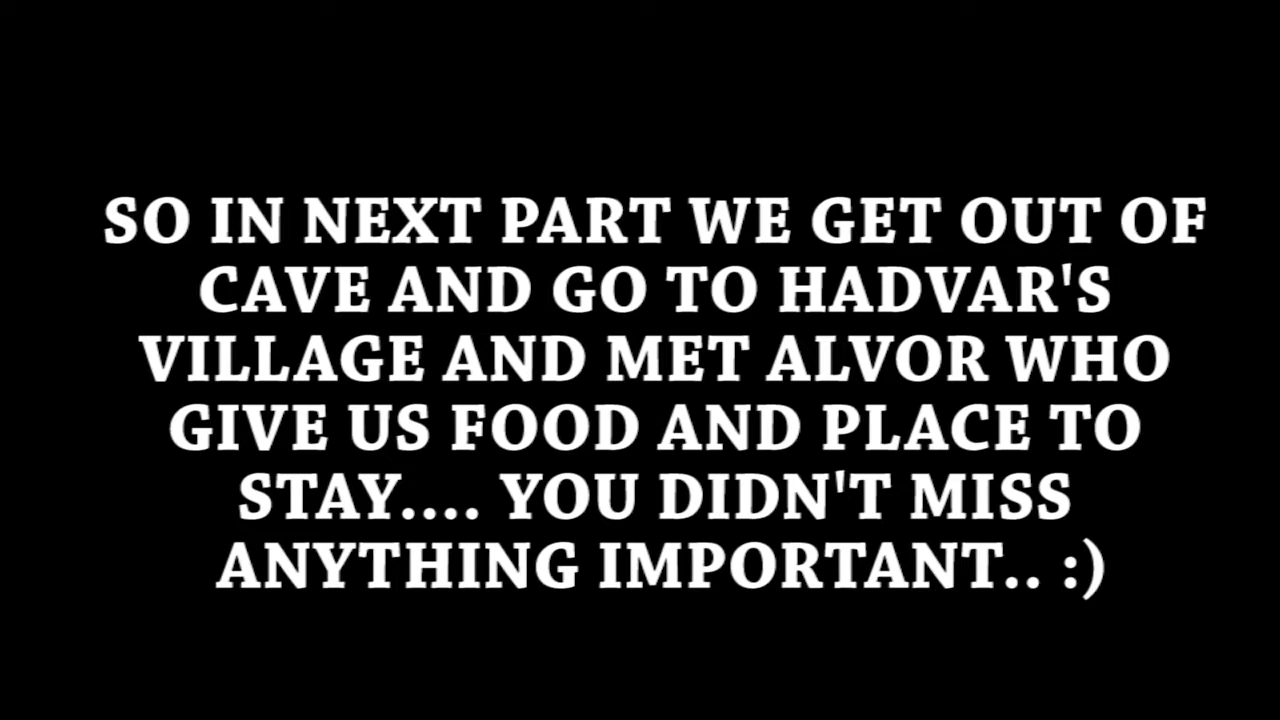 SO IN NEXT PART WE GET OUT OF
CAVE AND GO TO HADVAR'S
VILLAGE AND MET ALVOR WHO
GIVE US FOOD AND PLACE TO
STAY.... YOU DIDN'T MISS
ANYTHING IMPORTANT.. :)